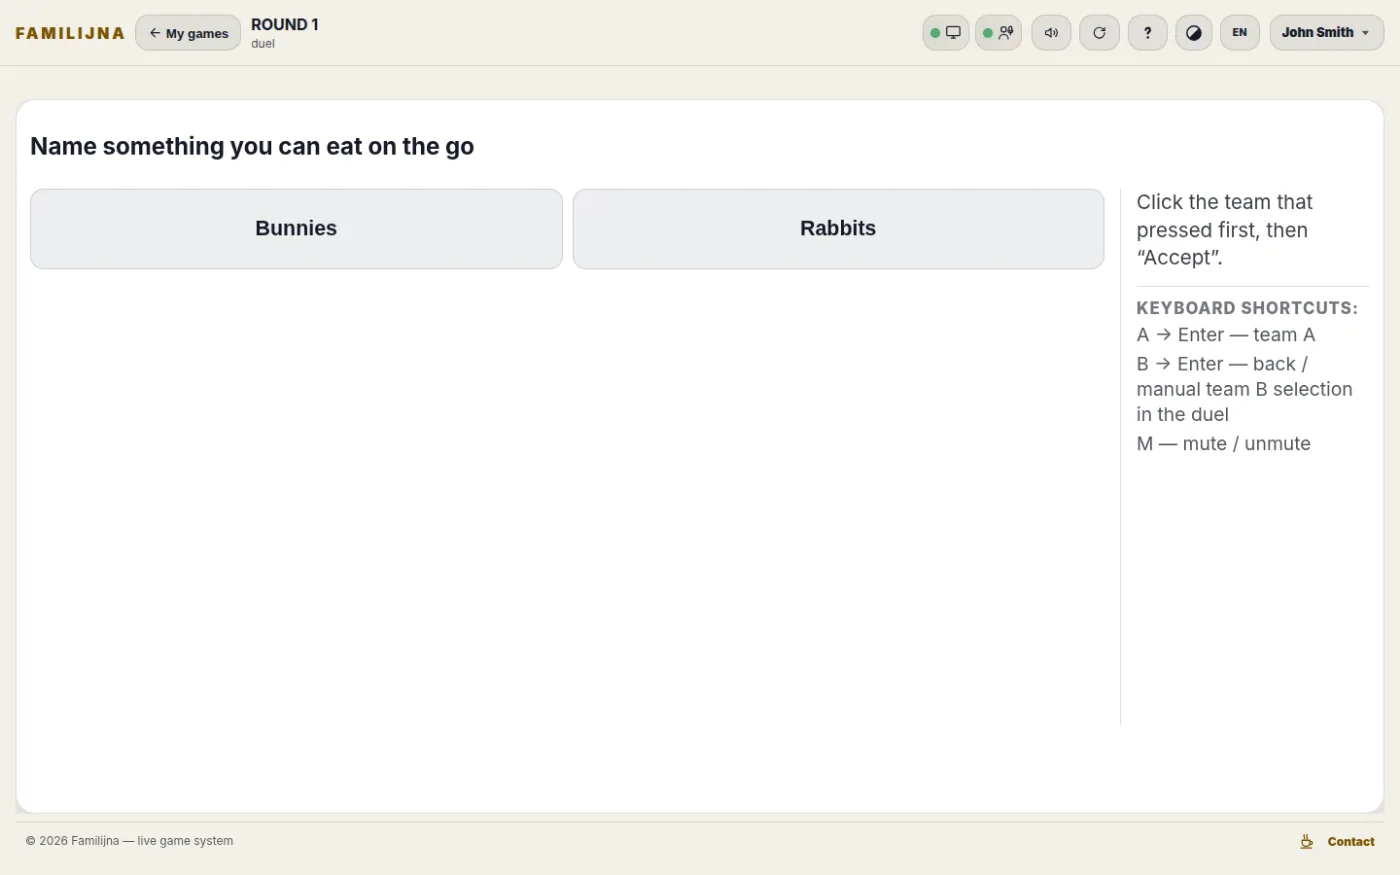 FAMILIJNA
← My games
ROUND 1
duel
?
EN
John Smith
Name something you can eat on the go
Bunnies
Rabbits
Click the team that
pressed first, then
“Accept”.
KEYBOARD SHORTCUTS:
A → Enter — team A
B → Enter — back /
manual team B selection
in the duel
M — mute / unmute
© 2026 Familijna — live game system
Contact